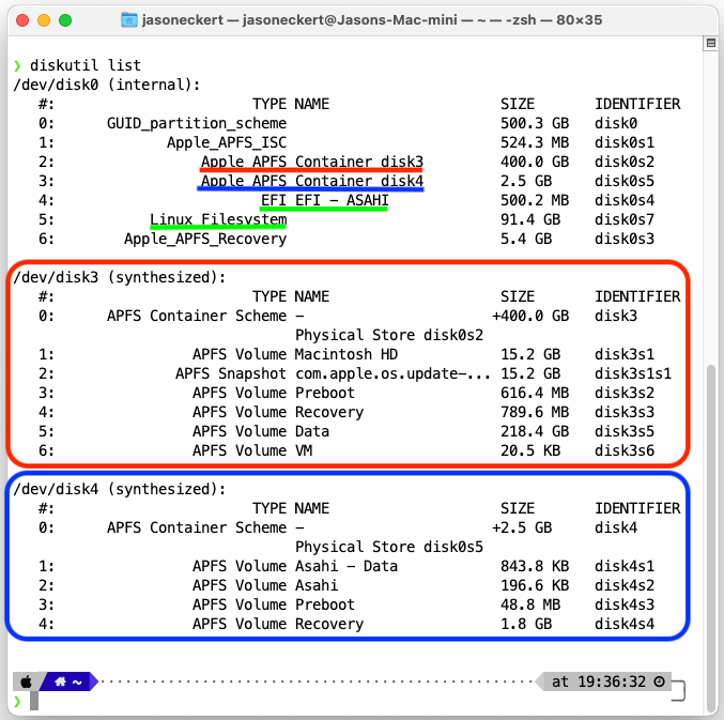 jasoneckert — jasoneckert@Jasons-Mac-mini — ~ — -zsh — 80×35
❯ diskutil list
/dev/disk0 (internal):
#: TYPE NAME SIZE IDENTIFIER
0: GUID_partition_scheme 500.3 GB disk0
1: Apple_APFS_ISC 524.3 MB disk0s1
2: Apple_APFS Container disk3 400.0 GB disk0s2
3: Apple_APFS Container disk4 2.5 GB disk0s5
4: EFI EFI - ASAHI 500.2 MB disk0s4
5: Linux Filesystem 91.4 GB disk0s7
6: Apple_APFS_Recovery 5.4 GB disk0s3
/dev/disk3 (synthesized):
#: TYPE NAME SIZE IDENTIFIER
0: APFS Container Scheme - +400.0 GB disk3
Physical Store disk0s2
1: APFS Volume Macintosh HD 15.2 GB disk3s1
2: APFS Snapshot com.apple.os.update-... 15.2 GB disk3s1s1
3: APFS Volume Preboot 616.4 MB disk3s2
4: APFS Volume Recovery 789.6 MB disk3s3
5: APFS Volume Data 218.4 GB disk3s5
6: APFS Volume VM 20.5 KB disk3s6
/dev/disk4 (synthesized):
#: TYPE NAME SIZE IDENTIFIER
0: APFS Container Scheme - +2.5 GB disk4
Physical Store disk0s5
1: APFS Volume Asahi - Data 843.8 KB disk4s1
2: APFS Volume Asahi 196.6 KB disk4s2
3: APFS Volume Preboot 48.8 MB disk4s3
4: APFS Volume Recovery 1.8 GB disk4s4
~ at 19:36:32
❯